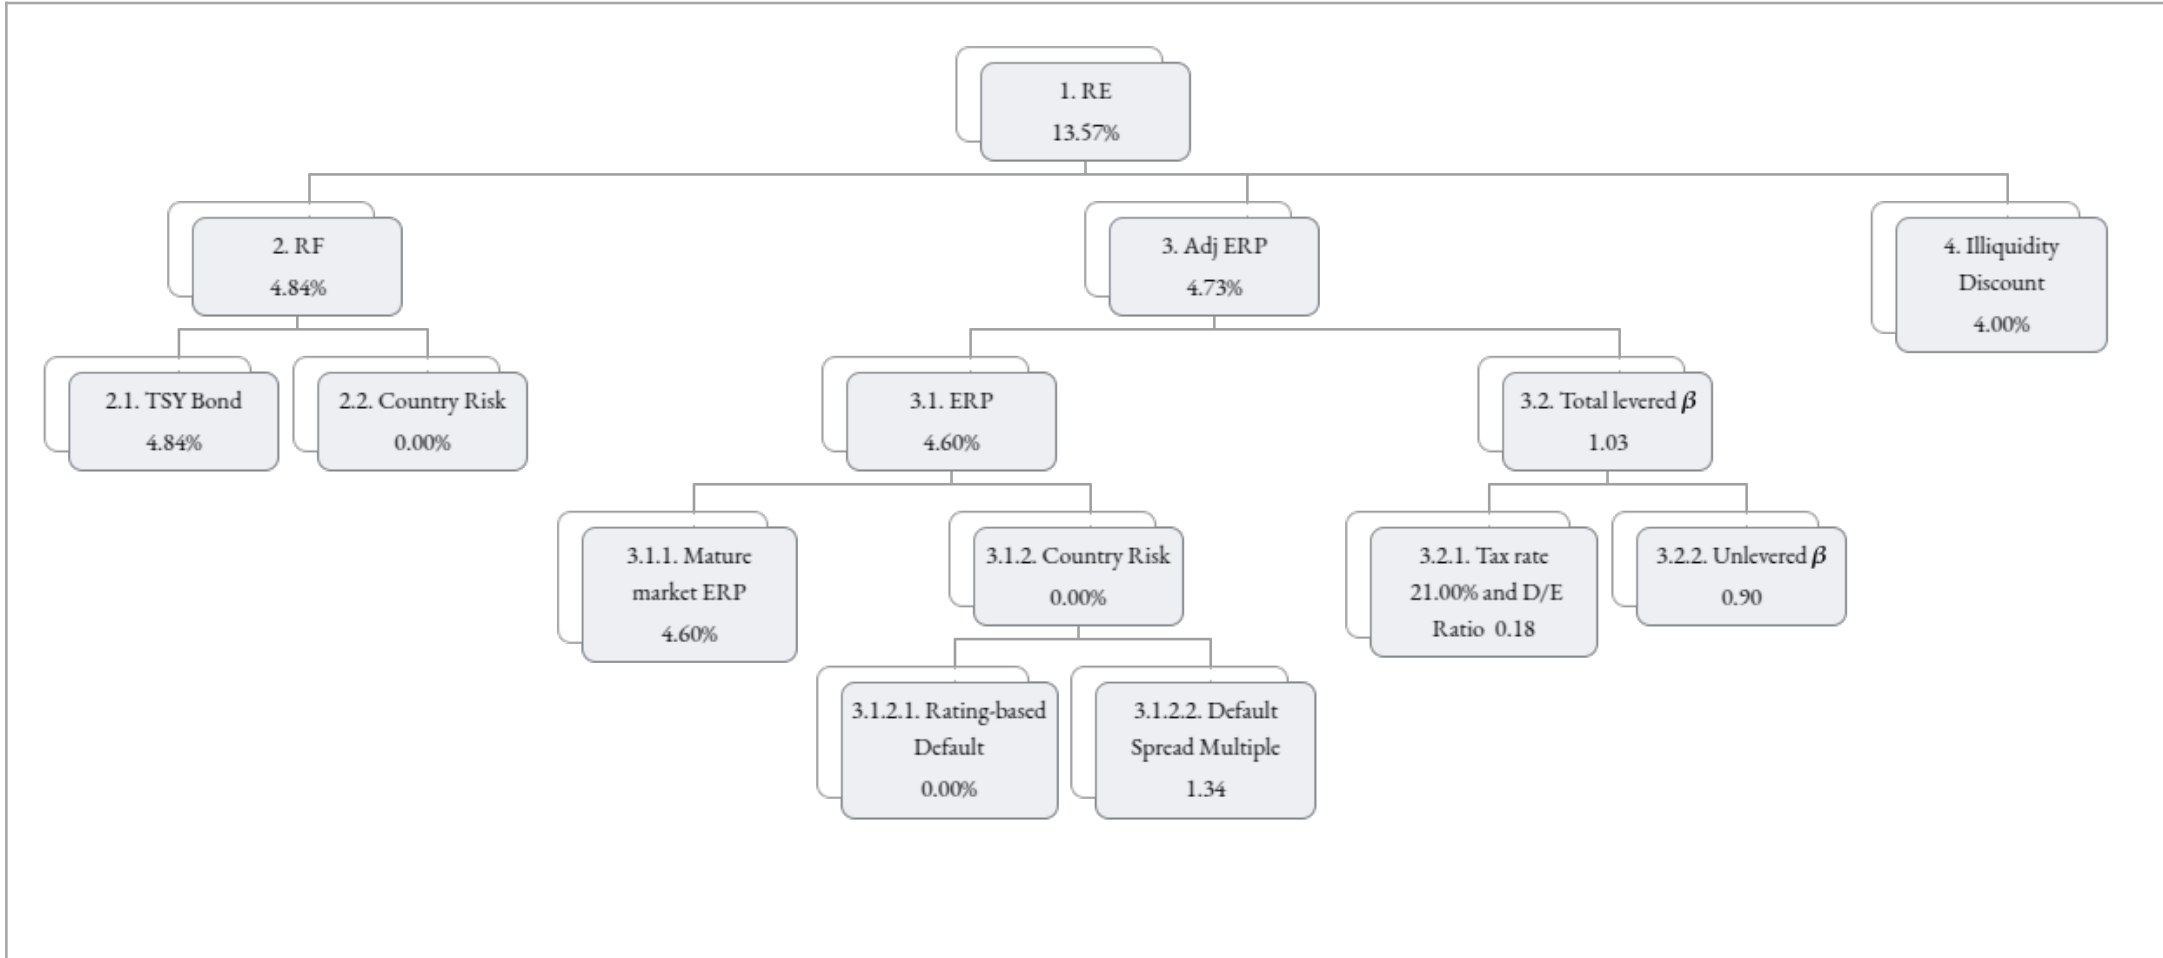 1. RE
13.57%
2. RF
4.84%
3. Adj ERP
4.73%
4. Illiquidity
Discount
4.00%
2.1. TSY Bond
4.84%
2.2. Country Risk
0.00%
3.1. ERP
4.60%
3.2. Total levered β
1.03
3.1.1. Mature
market ERP
4.60%
3.1.2. Country Risk
0.00%
3.2.1. Tax rate
21.00% and D/E
Ratio 0.18
3.2.2. Unlevered β
0.90
3.1.2.1. Rating-based
Default
0.00%
3.1.2.2. Default
Spread Multiple
1.34